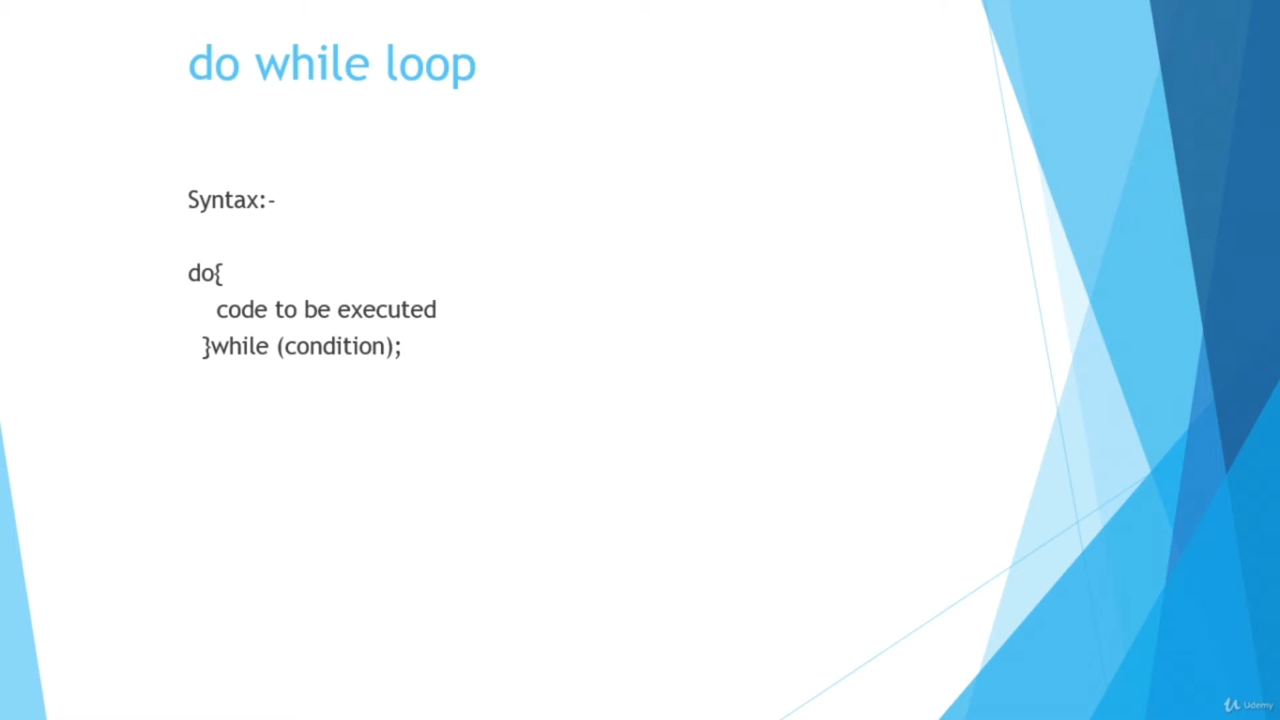 do while loop
Syntax:-
do{
code to be executed
}while (condition);
Udemy